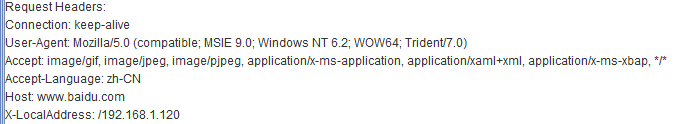 Request Headers:
Connection: keep-alive
User-Agent: Mozilla/5.0 (compatible; MSIE 9.0; Windows NT 6.2; WOW64; Trident/7.0)
Accept: image/gif, image/jpeg, image/pjpeg, application/x-ms-application, application/xaml+xml, application/x-ms-xbap, */*
Accept-Language: zh-CN
Host: www.baidu.com
X-LocalAddress: /192.168.1.120